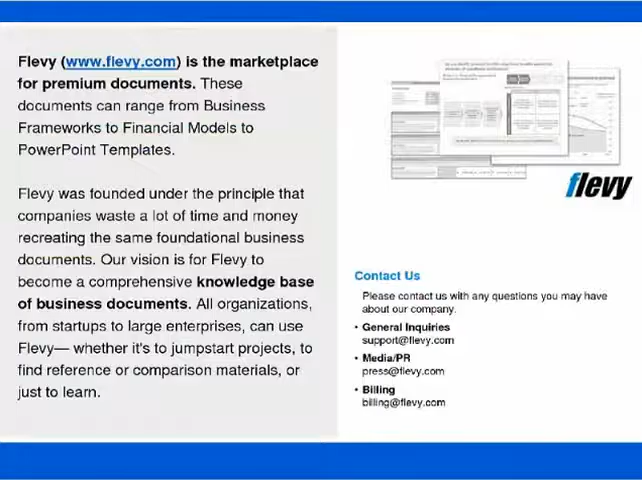 Flevy (www.flevy.com) is the marketplace
for premium documents. These
documents can range from Business
Frameworks to Financial Models to
PowerPoint Templates.
Flevy was founded under the principle that
companies waste a lot of time and money
recreating the same foundational business
documents. Our vision is for Flevy to
become a comprehensive knowledge base
of business documents. All organizations,
from startups to large enterprises, can use
Flevy— whether it's to jumpstart projects, to
find reference or comparison materials, or
just to learn.
flevy
Contact Us
Please contact us with any questions you may have
about our company.
• General Inquiries
support@flevy.com
• Media/PR
press@flevy.com
• Billing
billing@flevy.com